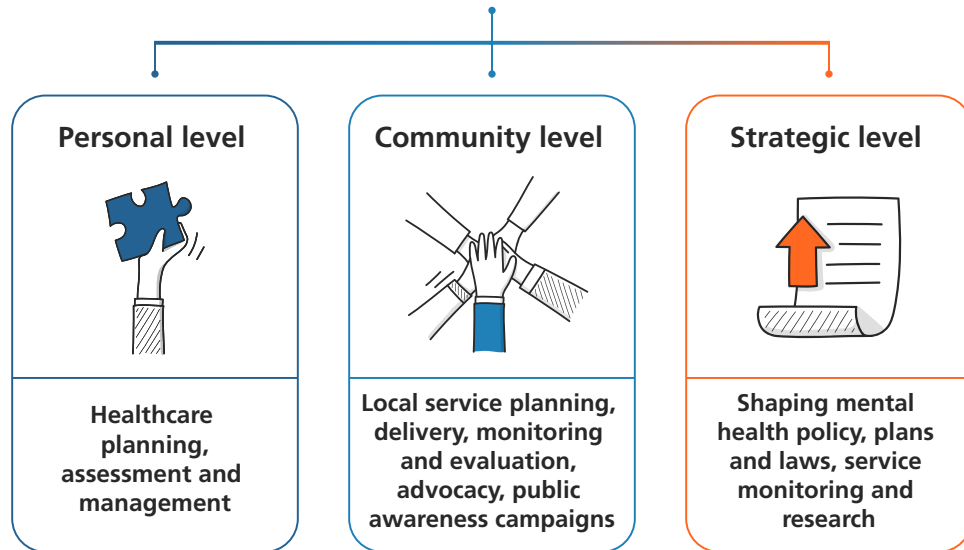 Personal level
Healthcare
planning,
assessment and
management
Community level
Local service planning,
delivery, monitoring
and evaluation,
advocacy, public
awareness campaigns
Strategic level
Shaping mental
health policy, plans
and laws, service
monitoring and
research